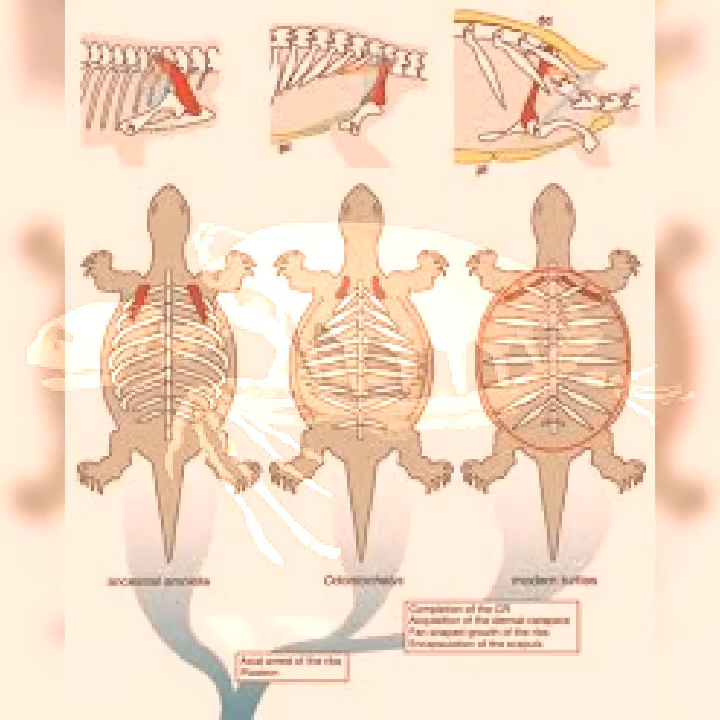 ancestral amniote
Odontochelys
modern turtles
Completion of the CR
Acquisition of the dermal carapace
Fan shaped growth of the ribs
Encapsulation of the scapula
Axial arrest of the ribs
Plastron